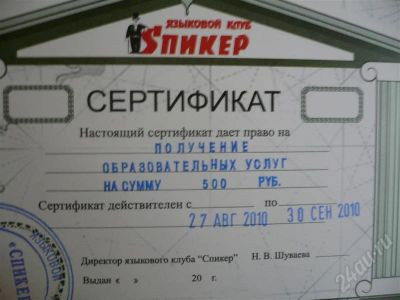 ЯЗЫКОВОЙ КЛУБ
SПИКЕР
СЕРТИФИКАТ
Настоящий сертификат дает право на
ПОЛУЧЕНИЕ
ОБРАЗОВАТЕЛЬНЫХ УСЛУГ
НА СУММУ 500 РУБ.
Сертификат действителен с по
27 АВГ 2010 30 СЕН 2010
Директор языкового клуба "Спикер" Н. В. Шуваева
Выдан « » 20 г.
«СПИКЕР
24au.ru